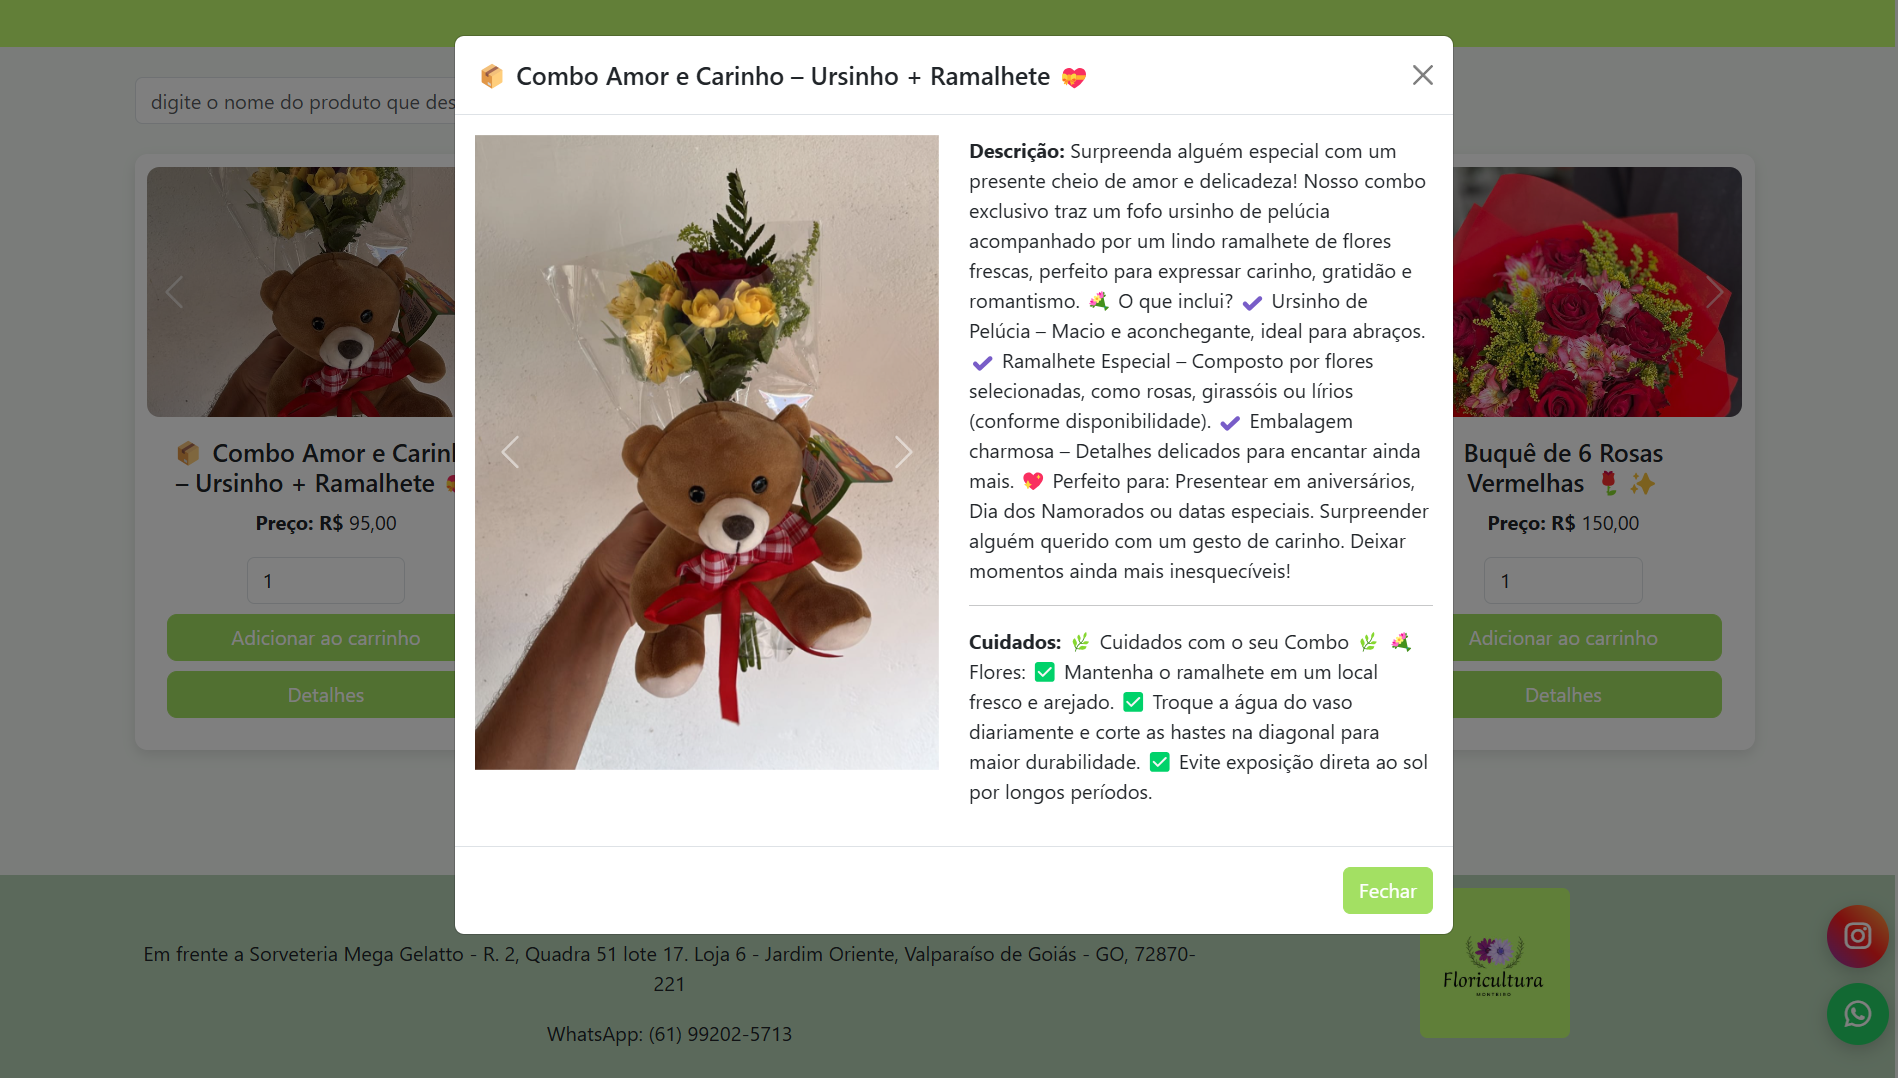 📦 Combo Amor e Carinho – Ursinho + Ramalhete 💝
Descrição: Surpreenda alguém especial com um
presente cheio de amor e delicadeza! Nosso combo
exclusivo traz um fofo ursinho de pelúcia
acompanhado por um lindo ramalhete de flores
frescas, perfeito para expressar carinho, gratidão e
romantismo. 💐 O que inclui? ✔ Ursinho de
Pelúcia – Macio e aconchegante, ideal para abraços.
✔ Ramalhete Especial – Composto por flores
selecionadas, como rosas, girassóis ou lírios
(conforme disponibilidade). ✔ Embalagem
charmosa – Detalhes delicados para encantar ainda
mais. 💖 Perfeito para: Presentear em aniversários,
Dia dos Namorados ou datas especiais. Surpreender
alguém querido com um gesto de carinho. Deixar
momentos ainda mais inesquecíveis!
Cuidados: 🌿 Cuidados com o seu Combo 🌿 💐
Flores: ✅ Mantenha o ramalhete em um local
fresco e arejado. ✅ Troque a água do vaso
diariamente e corte as hastes na diagonal para
maior durabilidade. ✅ Evite exposição direta ao sol
por longos períodos.
Fechar
digite o nome do produto que des
📦 Combo Amor e Carin
– Ursinho + Ramalhete
Preço: R$ 95,00
1
Adicionar ao carrinho
Detalhes
Buquê de 6 Rosas
Vermelhas 🌹 ✨
Preço: R$ 150,00
1
Adicionar ao carrinho
Detalhes
Em frente a Sorveteria Mega Gelatto - R. 2, Quadra 51 lote 17. Loja 6 - Jardim Oriente, Valparaíso de Goiás - GO, 72870-
221
WhatsApp: (61) 99202-5713
Floricultura
MONTEIRO